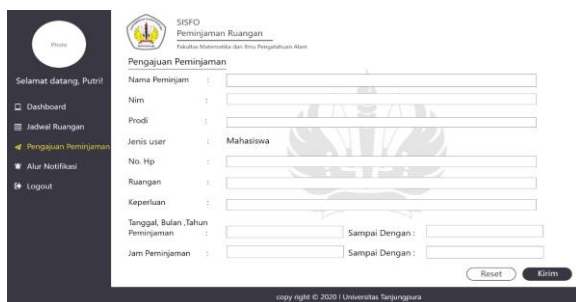 SISFO
Peminjaman Ruangan
Fakultas Matematika dan Ilmu Pengetahuan Alam
Photo
Selamat datang, Putri!
Dashboard
Jadwal Ruangan
Pengajuan Peminjaman
Alur Notifikasi
Logout
Pengajuan Peminjaman
Nama Peminjam :
Nim :
Prodi :
Jenis user : Mahasiswa
No. Hp :
Ruangan :
Keperluan :
Tanggal, Bulan ,Tahun
Peminjaman : Sampai Dengan :
Jam Peminjaman : Sampai Dengan :
Reset Kirim
copy right © 2020 I Universitas Tanjungpura